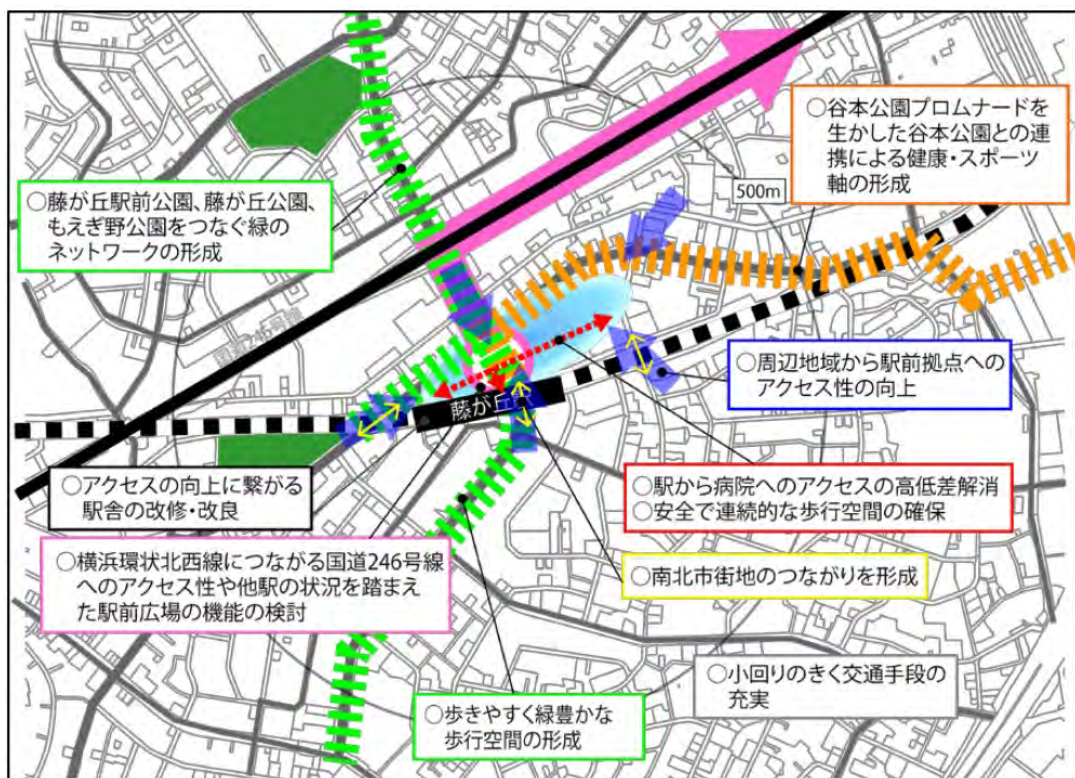 ○谷本公園プロムナードを
生かした谷本公園との連
携による健康・スポーツ
軸の形成
500m
○藤が丘駅前公園、藤が丘公園、
もえぎ野公園をつなぐ緑の
ネットワークの形成
国道246号線
○周辺地域から駅前拠点への
アクセス性の向上
藤が丘
○アクセスの向上に繋がる
駅舎の改修・改良
○駅から病院へのアクセスの高低差解消
○安全で連続的な歩行空間の確保
○横浜環状北西線につながる国道246号線
へのアクセス性や他駅の状況を踏まえ
た駅前広場の機能の検討
○南北市街地のつながりを形成
○小回りのきく交通手段の
充実
○歩きやすく緑豊かな
歩行空間の形成